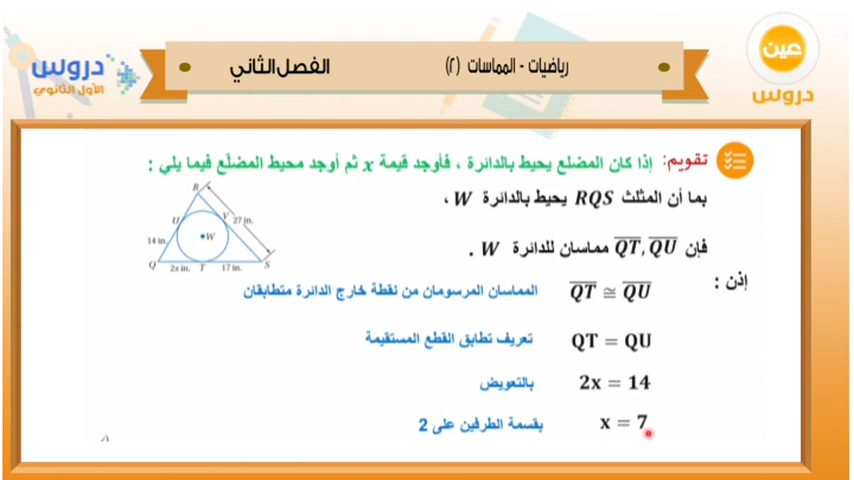 عين
دروس
رياضيات - المماسات (٢)
الفصل الثاني
دروس
الأول الثانوي
تقويم: إذا كان المضلع يحيط بالدائرة ، فأوجد قيمة x ثم أوجد محيط المضلّع فيما يلي :
بما أن المثلث RQS يحيط بالدائرة W ،
R
U
V
27 in.
14 in.
W
Q
2x in.
T
17 in.
S
فإن QT, QU مماسان للدائرة W .
إذن :
QT ≅ QU المماسان المرسومان من نقطة خارج الدائرة متطابقان
QT = QU تعريف تطابق القطع المستقيمة
2x = 14 بالتعويض
x = 7 بقسمة الطرفين على 2